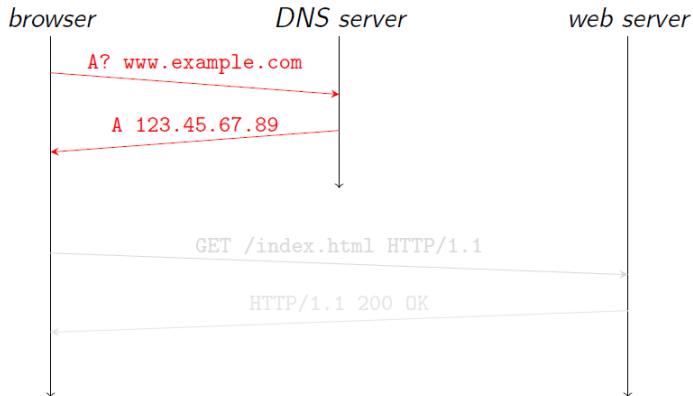 browser DNS server web server
A? www.example.com
A 123.45.67.89
GET /index.html HTTP/1.1
HTTP/1.1 200 OK